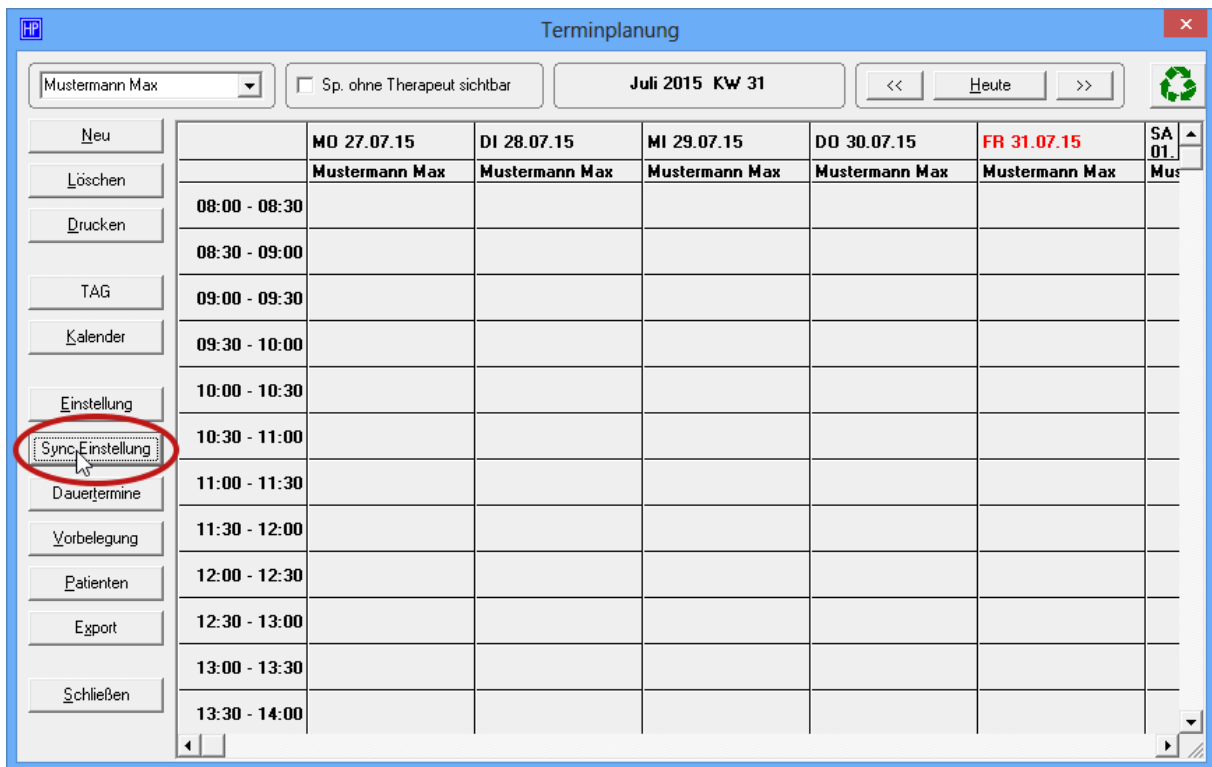 HP Terminplanung
Mustermann Max Sp. ohne Therapeut sichtbar Juli 2015 KW 31 << Heute >>
Neu
Löschen
Drucken
TAG
Kalender
Einstellung
Sync Einstellung
Dauertermine
Vorbelegung
Patienten
Export
Schließen
MO 27.07.15 DI 28.07.15 MI 29.07.15 DO 30.07.15 FR 31.07.15 SA 01.
Mustermann Max Mustermann Max Mustermann Max Mustermann Max Mustermann Max
08:00 - 08:30
08:30 - 09:00
09:00 - 09:30
09:30 - 10:00
10:00 - 10:30
10:30 - 11:00
11:00 - 11:30
11:30 - 12:00
12:00 - 12:30
12:30 - 13:00
13:00 - 13:30
13:30 - 14:00